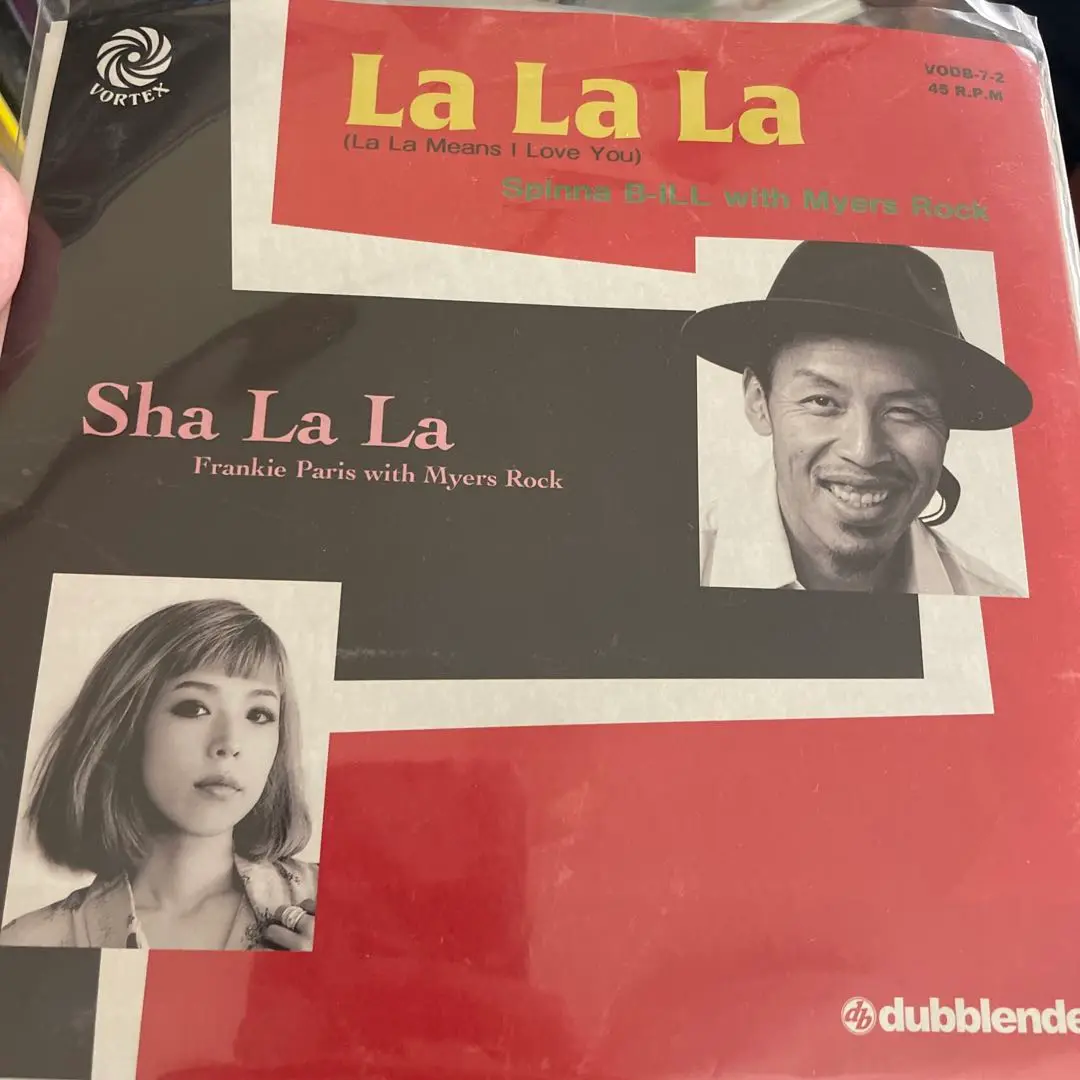 VORTEX
La La La
(La La Means I Love You)
VODB-7-2
45 R.P.M
Spinna B-iLL with Myers Rock
Sha La La
Frankie Paris with Myers Rock
db dubblende